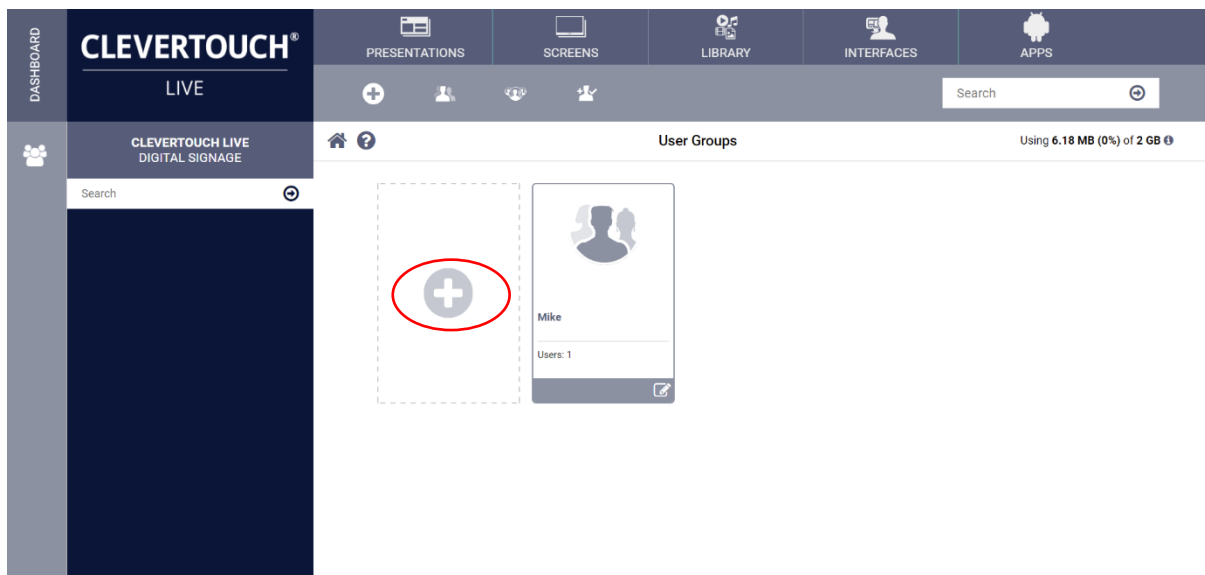 DASHBOARD
CLEVERTOUCH®
LIVE
PRESENTATIONS
SCREENS
LIBRARY
INTERFACES
APPS
Search
CLEVERTOUCH LIVE
DIGITAL SIGNAGE
Search
User Groups
Using 6.18 MB (0%) of 2 GB
Mike
Users: 1